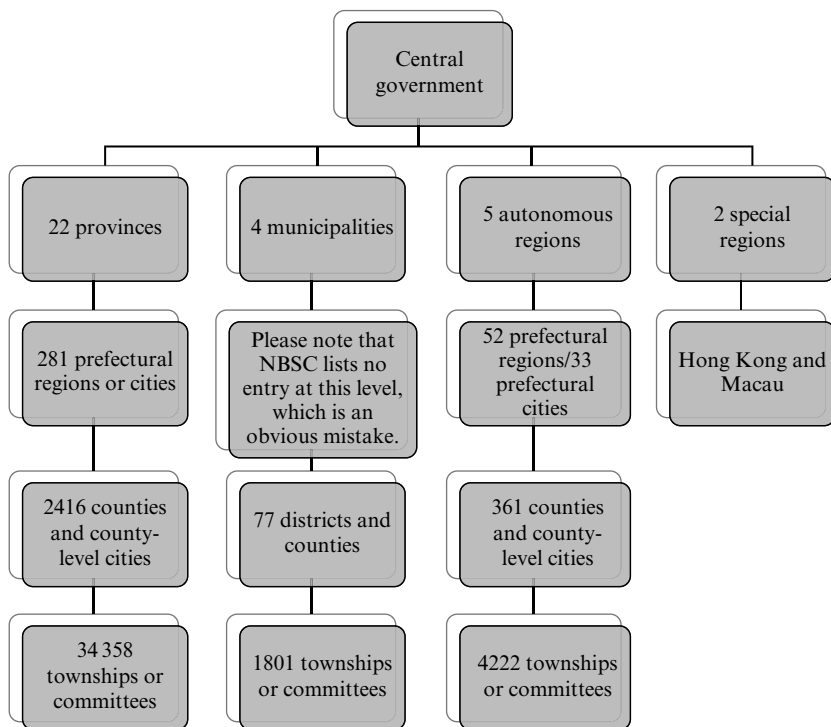 Central
government
22 provinces
4 municipalities
5 autonomous
regions
2 special
regions
281 prefectural
regions or cities
Please note that
NBSC lists no
entry at this level,
which is an
obvious mistake.
52 prefectural
regions/33
prefectural
cities
Hong Kong and
Macau
2416 counties
and county-
level cities
77 districts and
counties
361 counties
and county-
level cities
34 358
townships or
committees
1801 townships
or committees
4222 townships
or committees